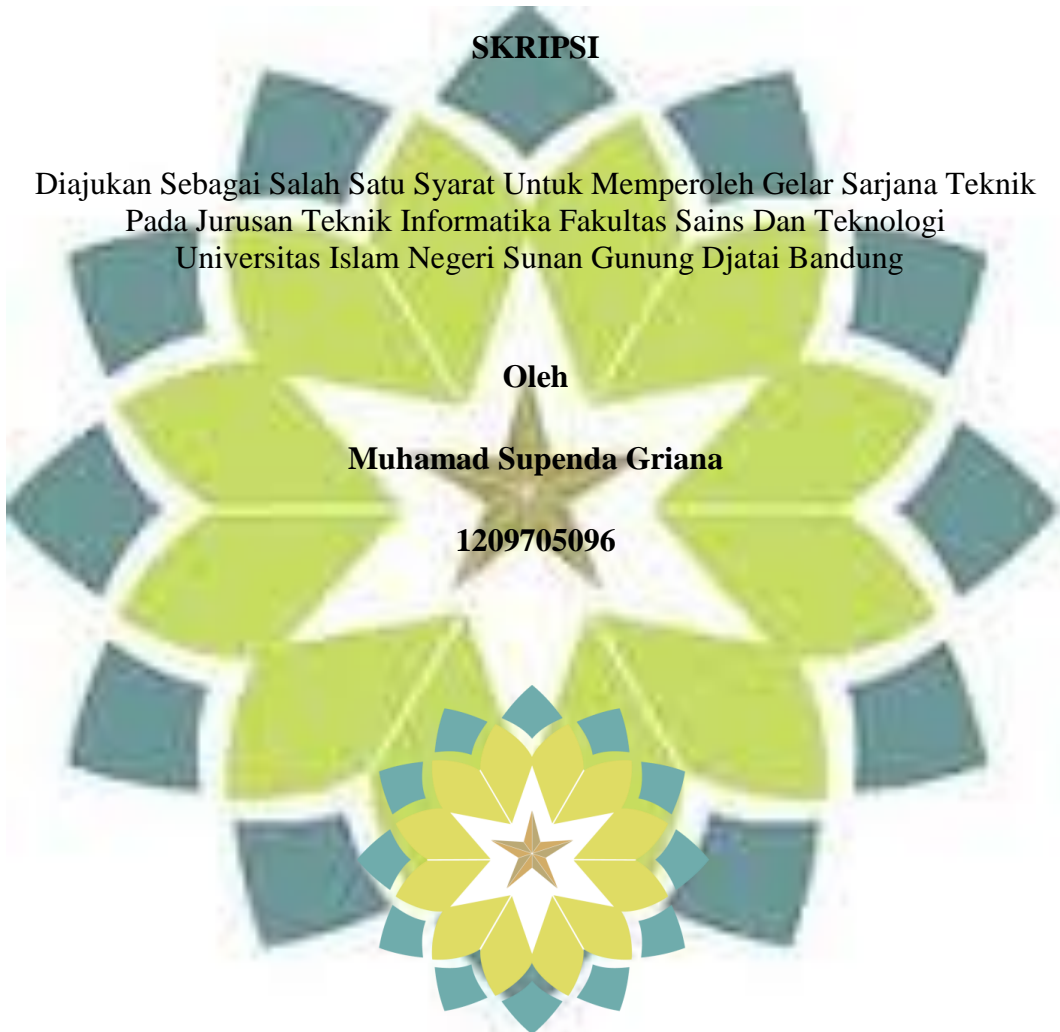 SKRIPSI
Diajukan Sebagai Salah Satu Syarat Untuk Memperoleh Gelar Sarjana Teknik
Pada Jurusan Teknik Informatika Fakultas Sains Dan Teknologi
Universitas Islam Negeri Sunan Gunung Djatai Bandung
Oleh
Muhamad Supenda Griana
1209705096